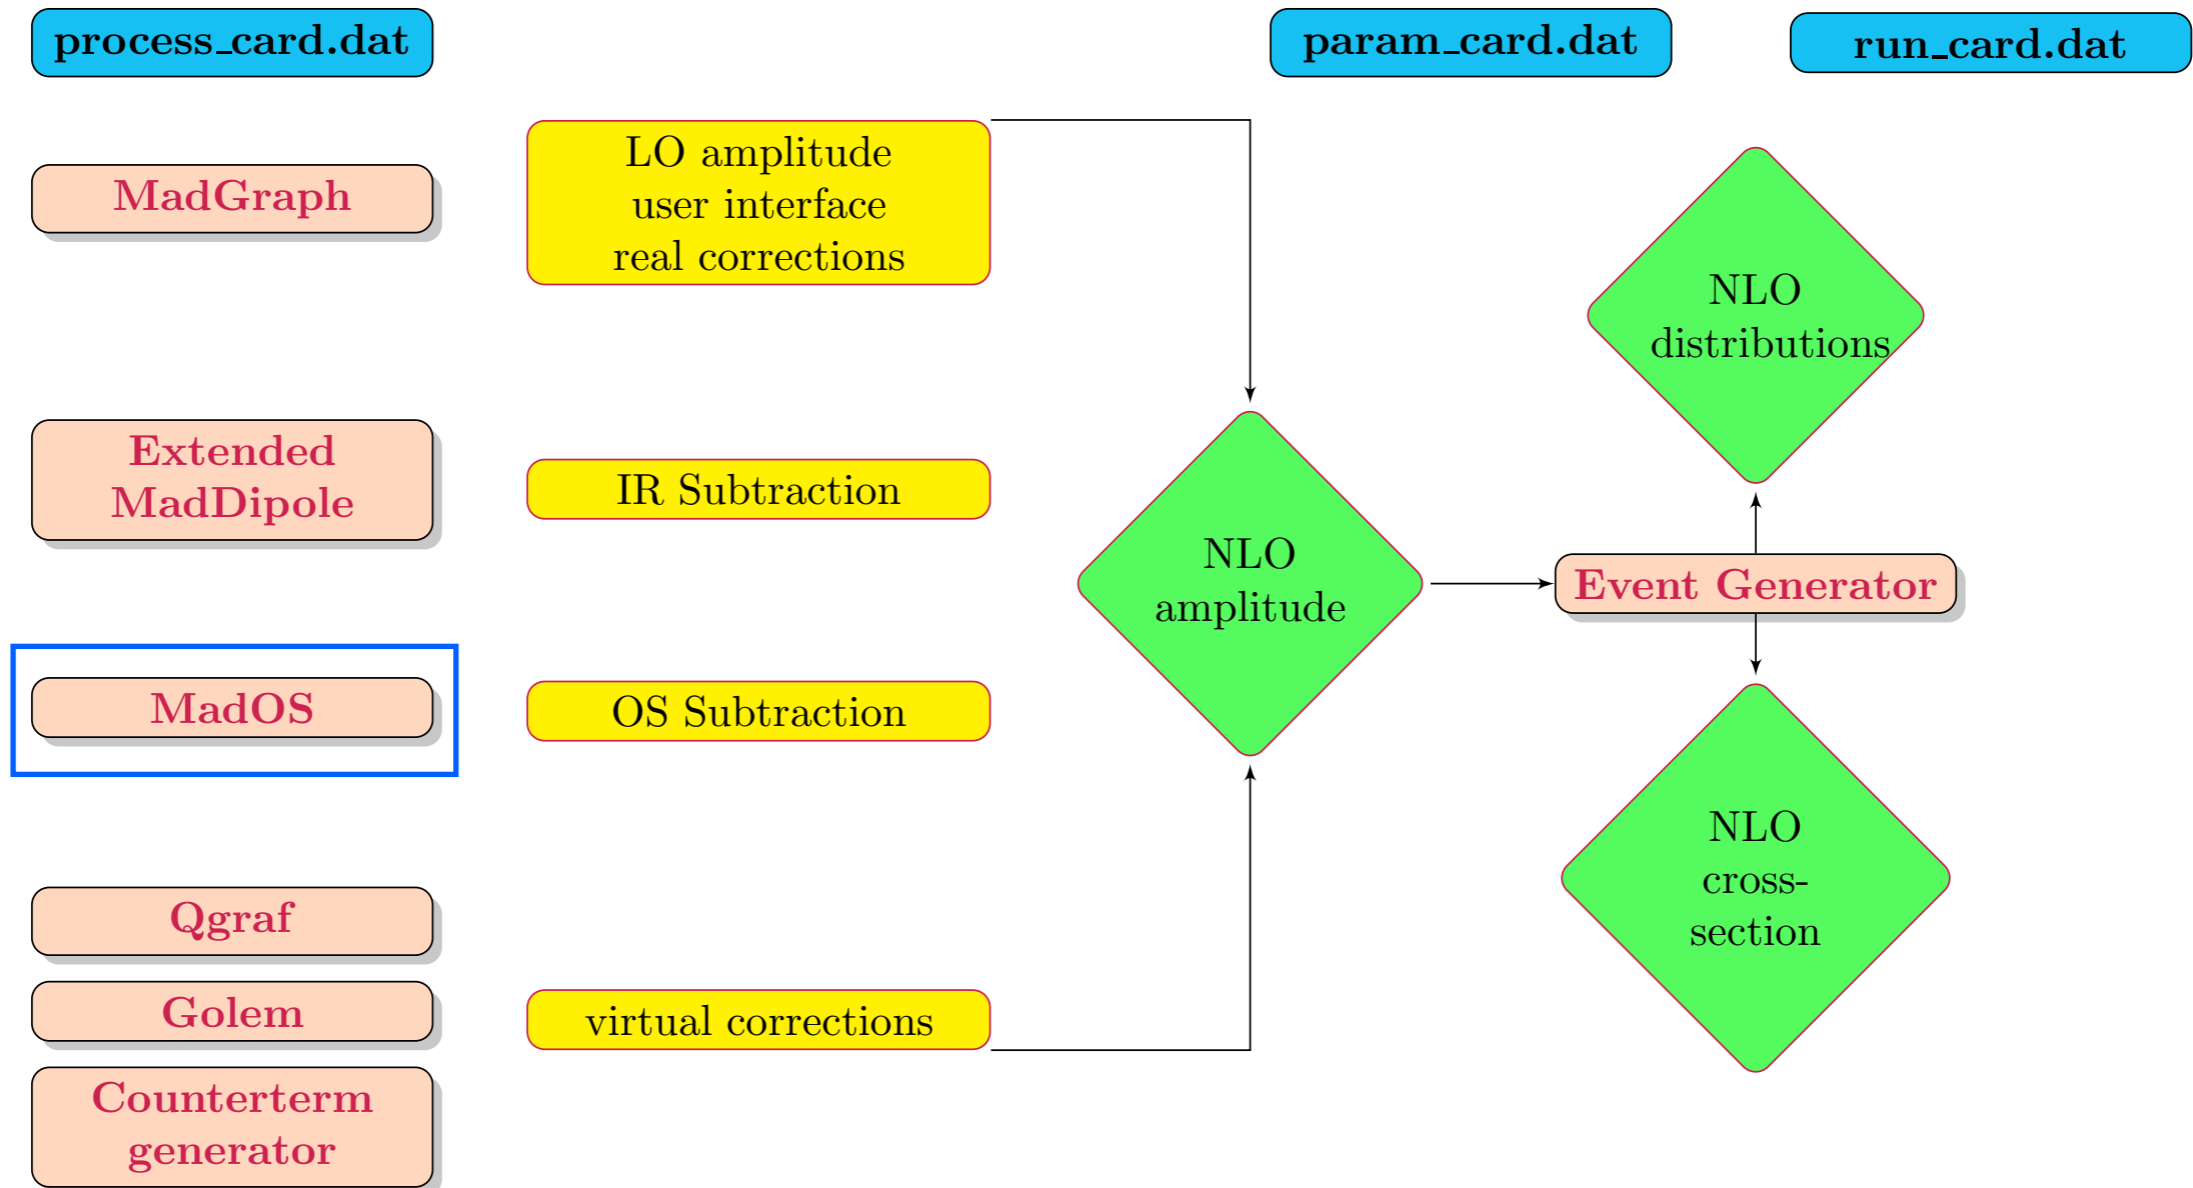 process_card.dat
param_card.dat
run_card.dat
MadGraph
LO amplitude
user interface
real corrections
NLO
distributions
Extended
MadDipole
IR Subtraction
NLO
amplitude
Event Generator
MadOS
OS Subtraction
NLO
cross-
section
Qgraf
Golem
virtual corrections
Counterterm
generator